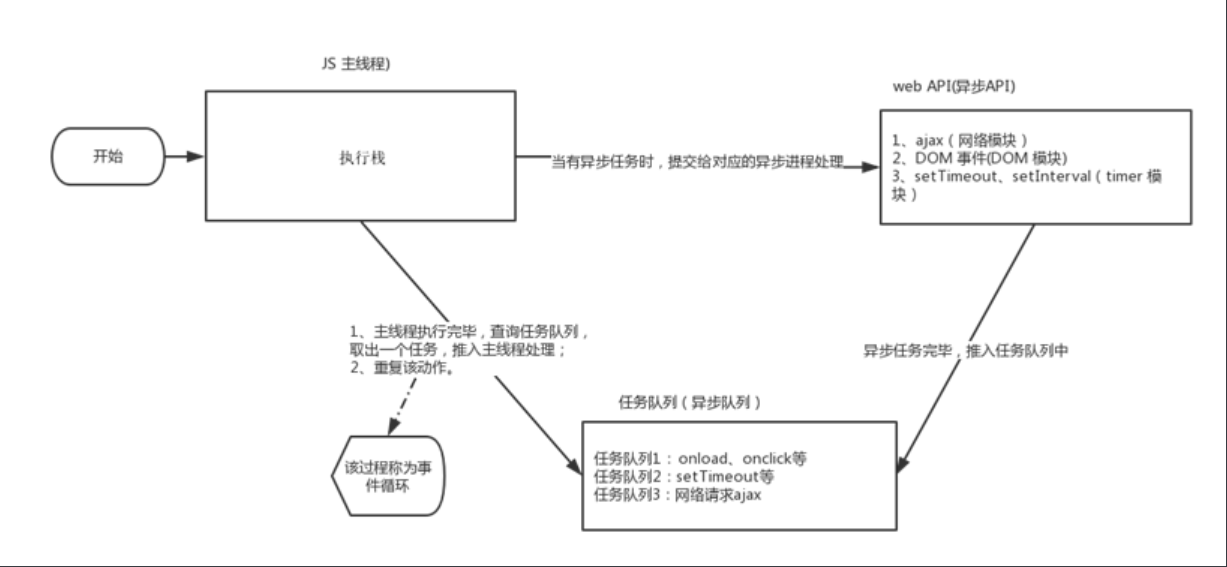 JS 主线程)
web API(异步API)
开始
执行栈
当有异步任务时，提交给对应的异步进程处理
1、ajax（网络模块）
2、DOM 事件(DOM 模块)
3、setTimeout、setInterval（timer 模
块）
1、主线程执行完毕，查询任务队列，
取出一个任务，推入主线程处理；
2、重复该动作。
异步任务完毕，推入任务队列中
任务队列（异步队列）
该过程称为事
件循环
任务队列1：onload、onclick等
任务队列2：setTimeout等
任务队列3：网络请求ajax